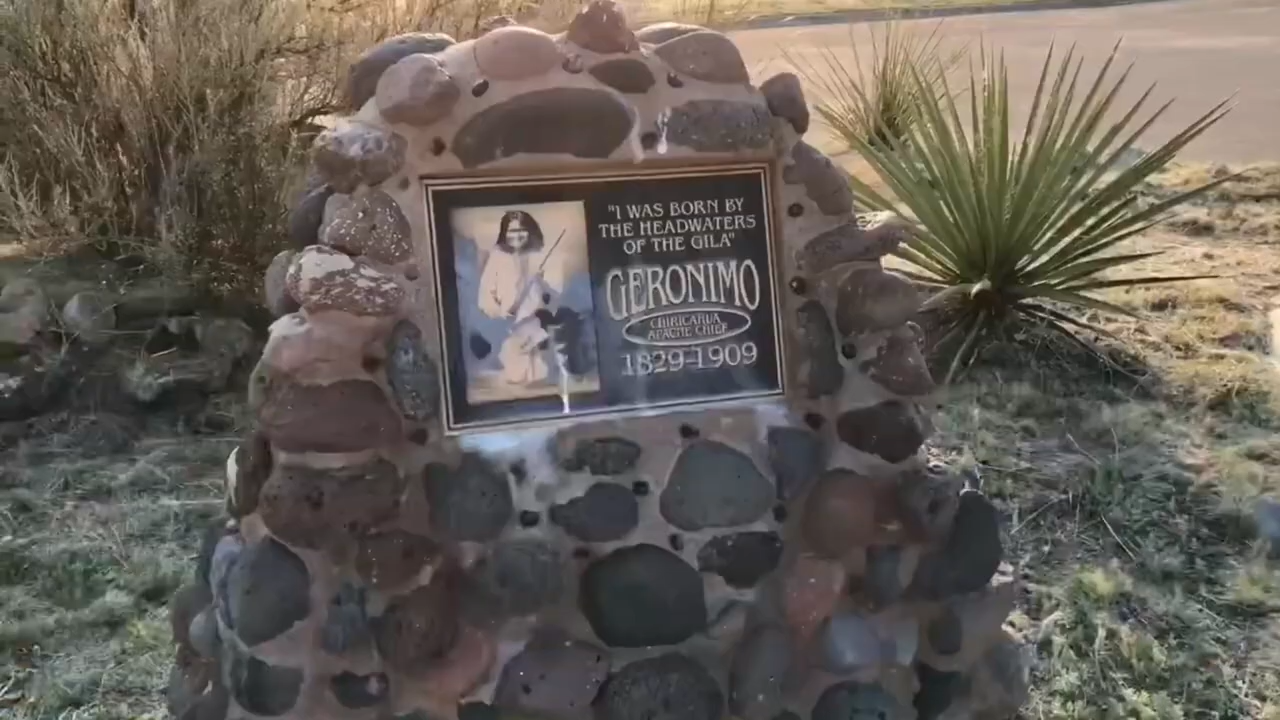 "I WAS BORN BY
THE HEADWATERS
OF THE GILA"
GERONIMO
CHIRICAHUA
APACHE CHIEF
1829-1909